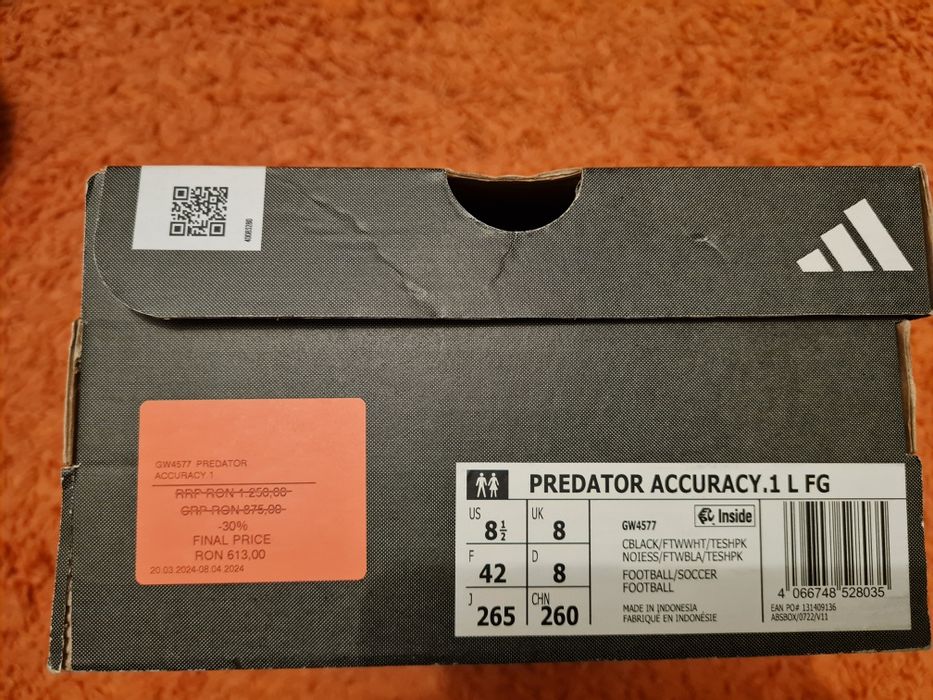 4IXXB3280
GW4577 PREDATOR
ACCURACY.1
RRP RON 1.250,00
GRP RON 875,00
-30%
FINAL PRICE
RON 613,00
20.03.2024-08.04.2024
PREDATOR ACCURACY.1 L FG
US 8½ UK 8
F 42 D 8
J 265 CHN 260
GW4577 Inside
CBLACK/FTWWHT/TESHPK
NOIESS/FTWBLA/TESHPK
FOOTBALL/SOCCER
FOOTBALL
MADE IN INDONESIA
FABRIQUÉ EN INDONÉSIE
4 066748 528035
EAN PO# 131409136
ABSBOX/0722/V11